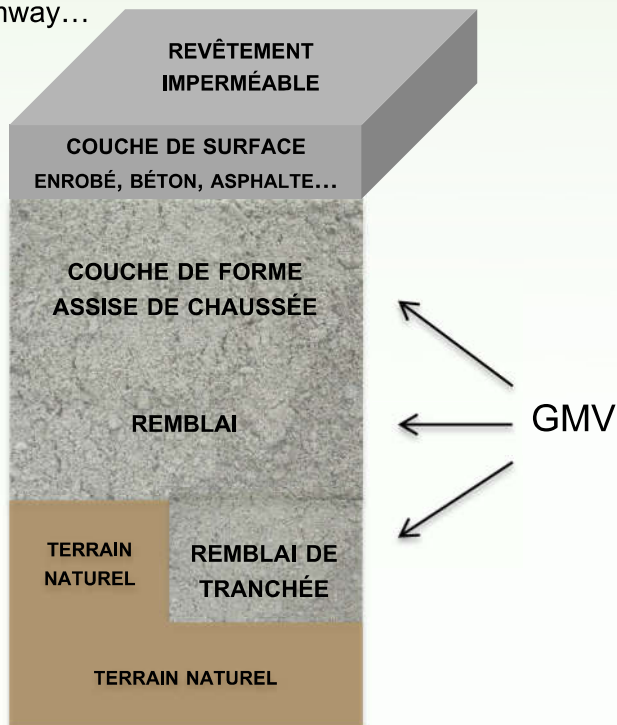 nway…
REVÊTEMENT
IMPERMÉABLE
COUCHE DE SURFACE
ENROBÉ, BÉTON, ASPHALTE…
COUCHE DE FORME
ASSISE DE CHAUSSÉE
REMBLAI
GMV
TERRAIN
NATUREL
REMBLAI DE
TRANCHÉE
TERRAIN NATUREL